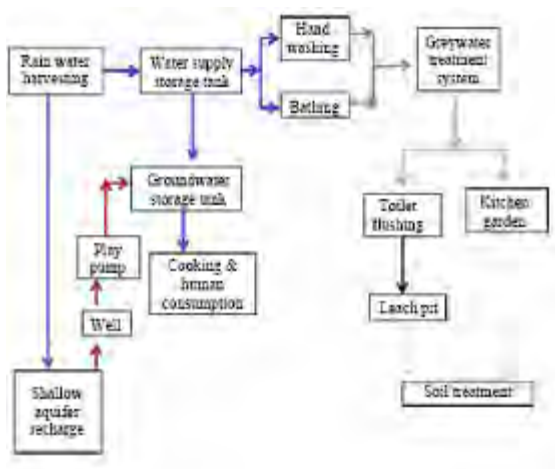 Rain water
harvesting
Water supply
storage tank
Hand
washing
Bathing
Greywater
treatment
system
Groundwater
storage tank
Toilet
flushing
Kitchen
garden
Play
pump
Cooking &
human
consumption
Well
Leach pit
Shallow
aquifer
recharge
Soil treatment